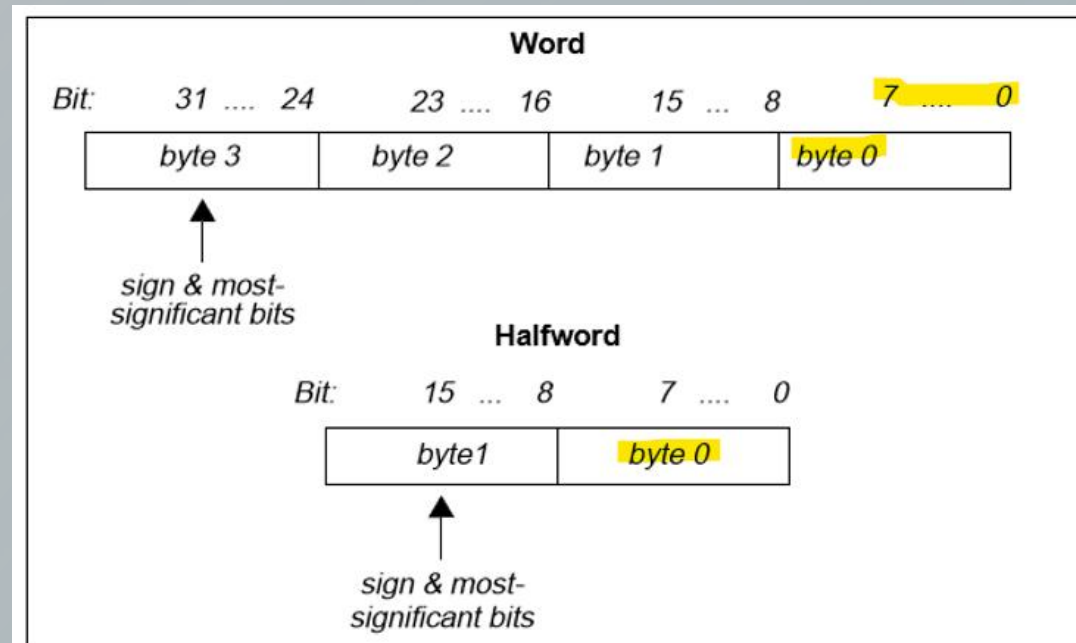 Word
Bit: 31 .... 24 23 .... 16 15 ... 8 7 .... 0
byte 3 byte 2 byte 1 byte 0
sign & most-
significant bits
Halfword
Bit: 15 ... 8 7 .... 0
byte1 byte 0
sign & most-
significant bits